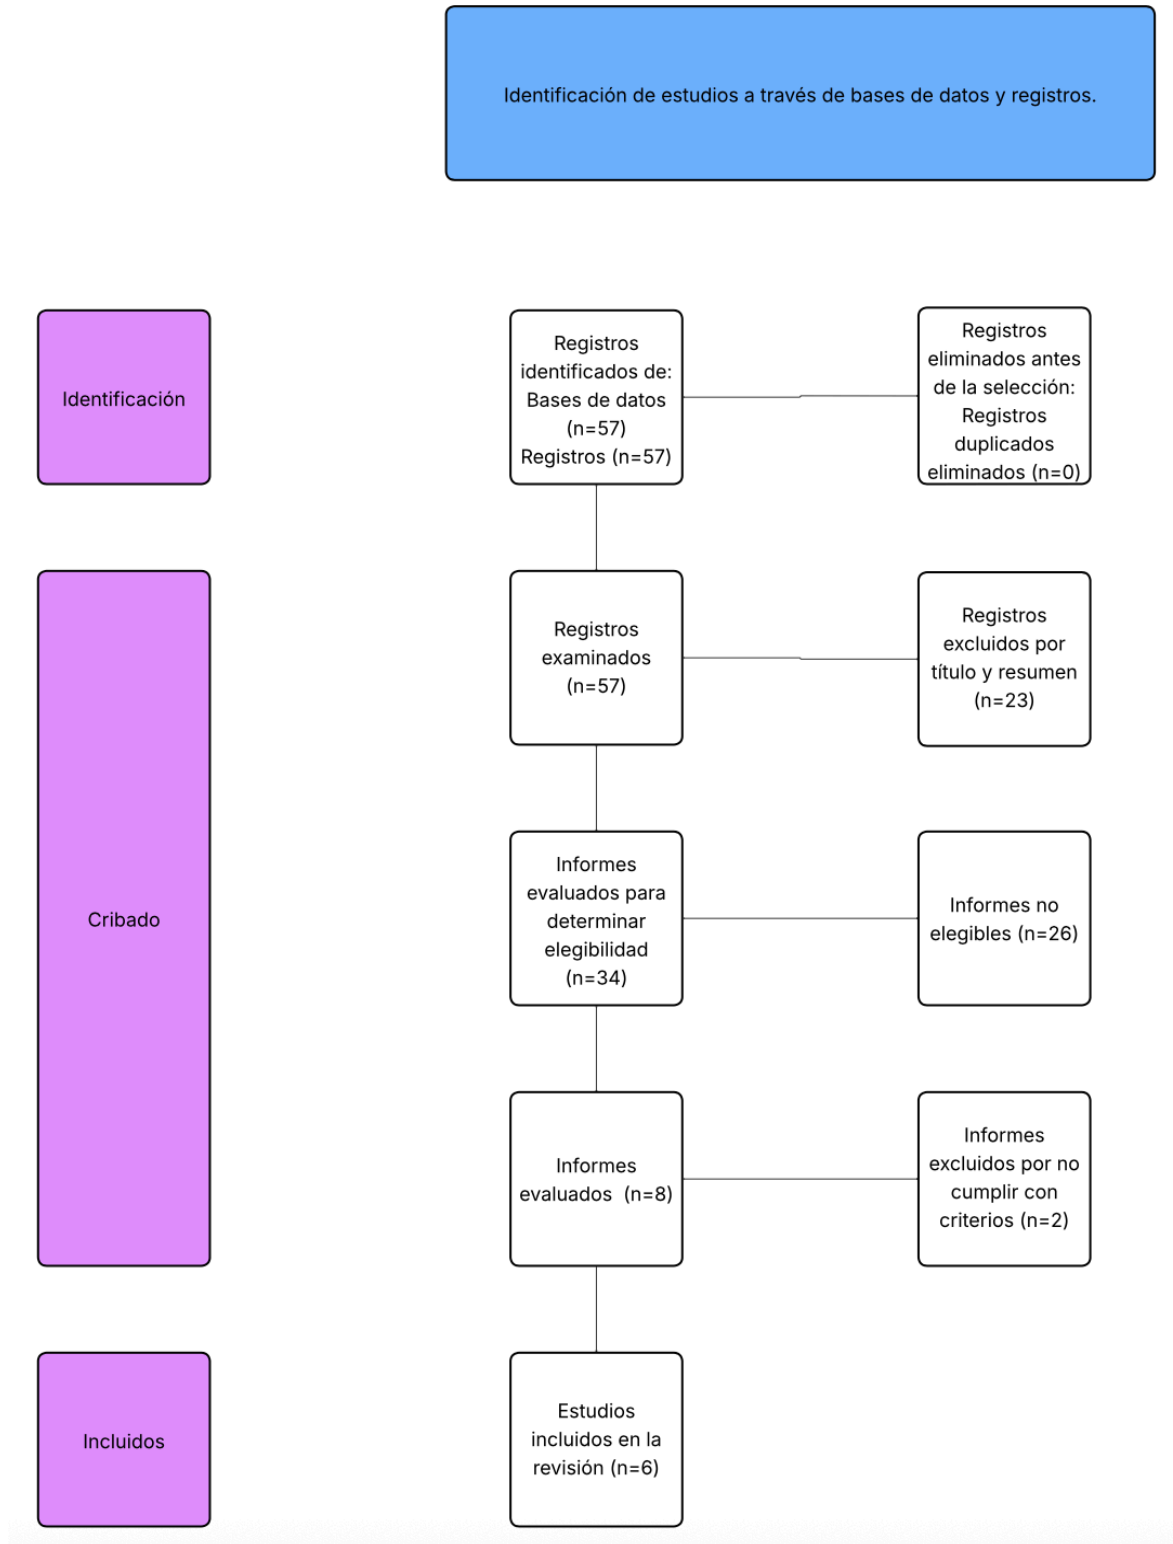 Identificación de estudios a través de bases de datos y registros.
Identificación
Registros
identificados de:
Bases de datos
(n=57)
Registros (n=57)
Registros
eliminados antes
de la selección:
Registros
duplicados
eliminados (n=0)
Cribado
Registros
examinados
(n=57)
Registros
excluidos por
título y resumen
(n=23)
Informes
evaluados para
determinar
elegibilidad
(n=34)
Informes no
elegibles (n=26)
Informes
evaluados  (n=8)
Informes
excluidos por no
cumplir con
criterios (n=2)
Incluidos
Estudios
incluidos en la
revisión (n=6)